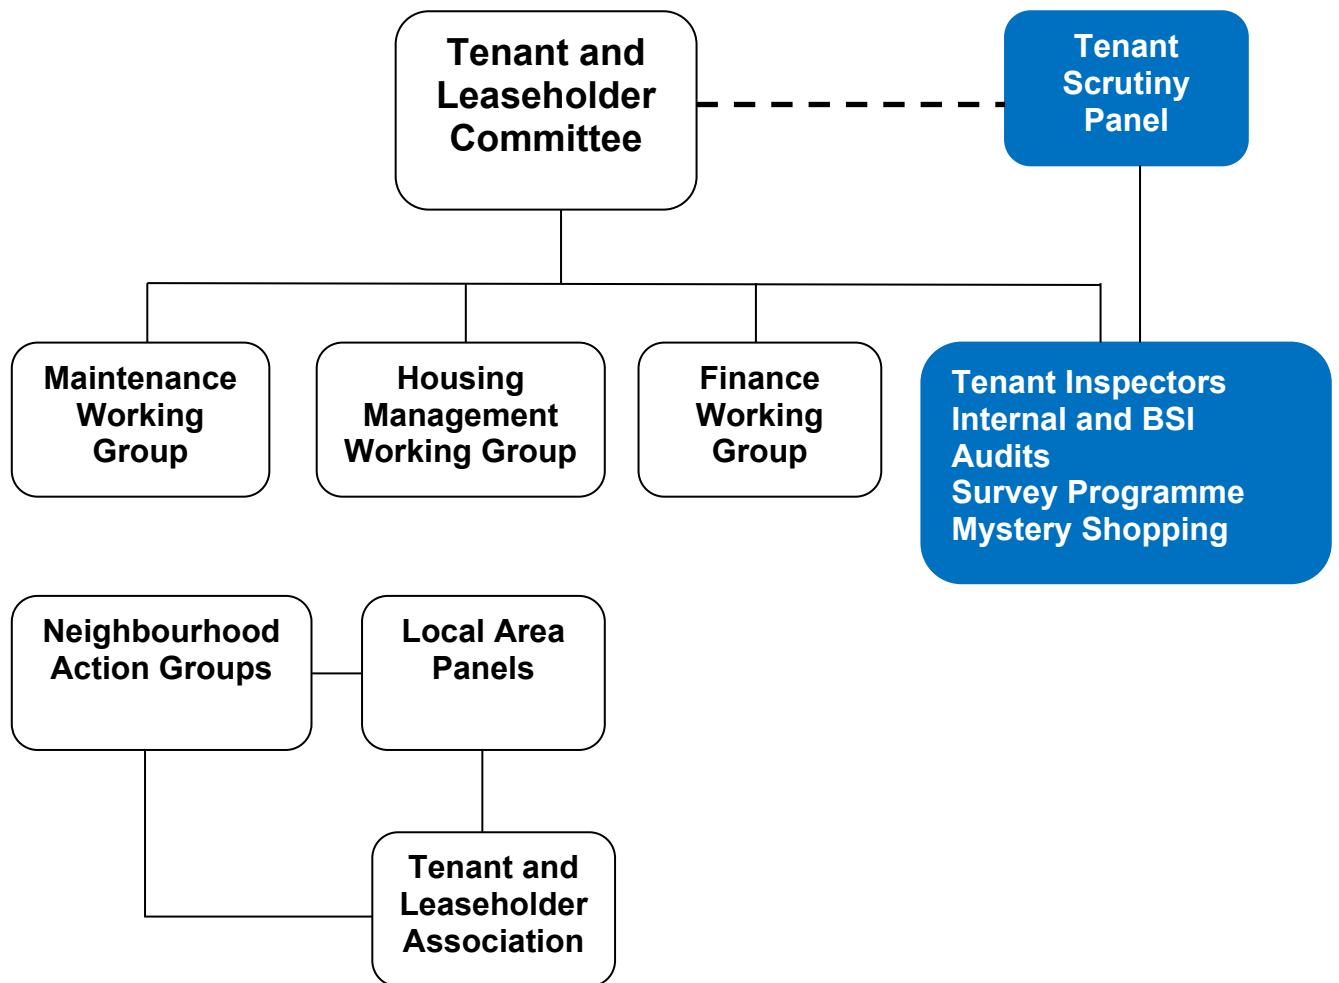 Tenant and
Leaseholder
Committee
Tenant
Scrutiny
Panel
Maintenance
Working
Group
Housing
Management
Working Group
Finance
Working
Group
Tenant Inspectors
Internal and BSI
Audits
Survey Programme
Mystery Shopping
Neighbourhood
Action Groups
Local Area
Panels
Tenant and
Leaseholder
Association